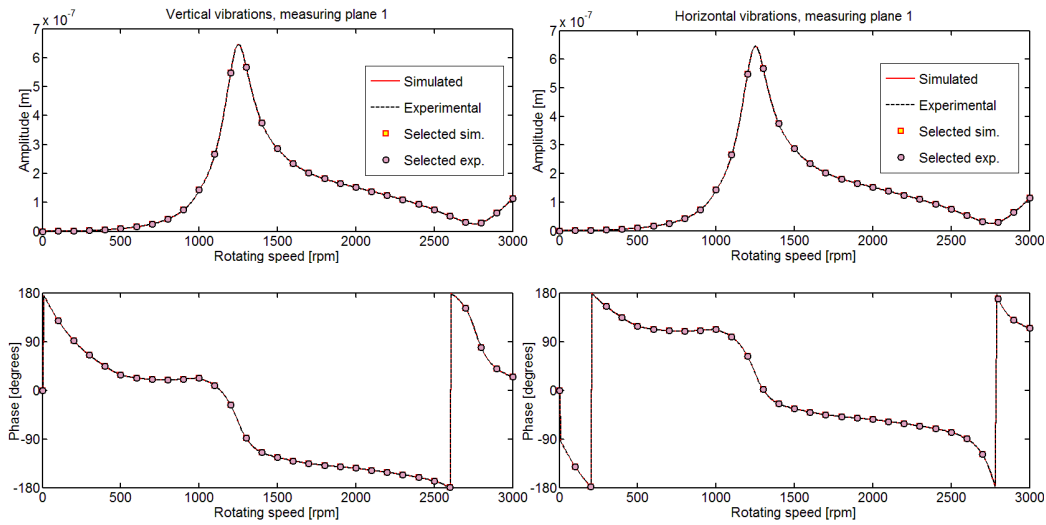 Vertical vibrations, measuring plane 1
x 10^-7
7
6
5
4
3
2
1
0
Amplitude [m]
Simulated
Experimental
Selected sim.
Selected exp.
0 500 1000 1500 2000 2500 3000
Rotating speed [rpm]
Horizontal vibrations, measuring plane 1
x 10^-7
7
6
5
4
3
2
1
0
Amplitude [m]
Simulated
Experimental
Selected sim.
Selected exp.
0 500 1000 1500 2000 2500 3000
Rotating speed [rpm]
180
90
0
-90
-180
Phase [degrees]
0 500 1000 1500 2000 2500 3000
Rotating speed [rpm]
180
90
0
-90
-180
Phase [degrees]
0 500 1000 1500 2000 2500 3000
Rotating speed [rpm]